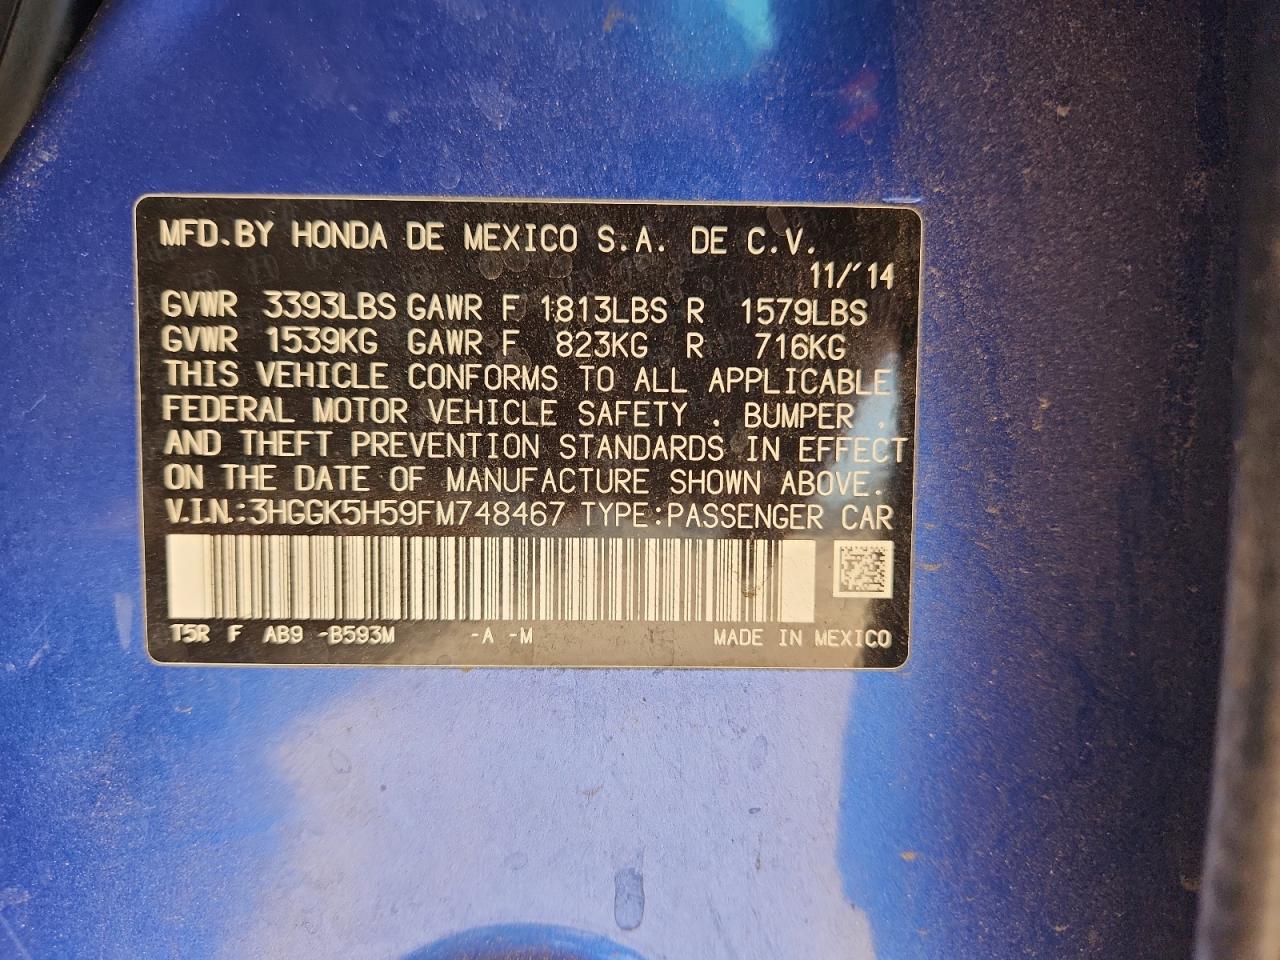 MFD.BY HONDA DE MEXICO S.A. DE C.V.
11/'14
GVWR 3393LBS GAWR F 1813LBS R 1579LBS
GVWR 1539KG GAWR F 823KG R 716KG
THIS VEHICLE CONFORMS TO ALL APPLICABLE
FEDERAL MOTOR VEHICLE SAFETY , BUMPER ,
AND THEFT PREVENTION STANDARDS IN EFFECT
ON THE DATE OF MANUFACTURE SHOWN ABOVE.
V.I.N.:3HGGK5H59FM748467 TYPE:PASSENGER CAR
T5R F AB9 -B593M -A -M MADE IN MEXICO